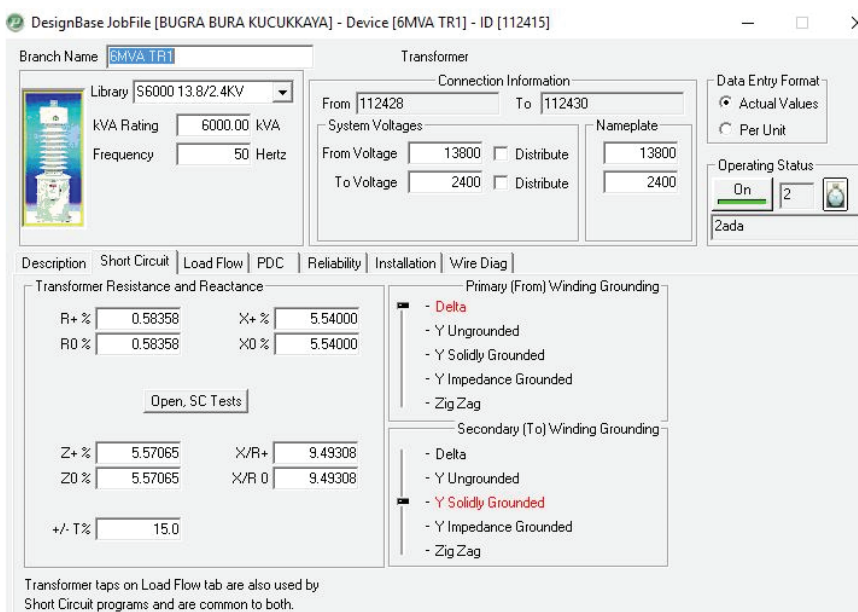 DesignBase JobFile [BUGRA BURA KUCUKKAYA] - Device [6MVA TR1] - ID [112415]
Branch Name 6MVA TR1 Transformer
Library S6000 13.8/2.4KV
kVA Rating 6000.00 kVA
Frequency 50 Hertz
Connection Information
From 112428 To 112430
System Voltages
From Voltage 13800 Distribute
To Voltage 2400 Distribute
Nameplate
13800
2400
Data Entry Format
Actual Values
Per Unit
Operating Status
On 2
2ada
Description Short Circuit Load Flow PDC Reliability Installation Wire Diag
Transformer Resistance and Reactance
R+ % 0.58358 X+ % 5.54000
R0 % 0.58358 X0 % 5.54000
Open, SC Tests
Z+ % 5.57065 X/R+ 9.49308
Z0 % 5.57065 X/R 0 9.49308
+/- T% 15.0
Primary (From) Winding Grounding
- Delta
- Y Ungrounded
- Y Solidly Grounded
- Y Impedance Grounded
- Zig Zag
Secondary (To) Winding Grounding
- Delta
- Y Ungrounded
- Y Solidly Grounded
- Y Impedance Grounded
- Zig Zag
Transformer taps on Load Flow tab are also used by
Short Circuit programs and are common to both.